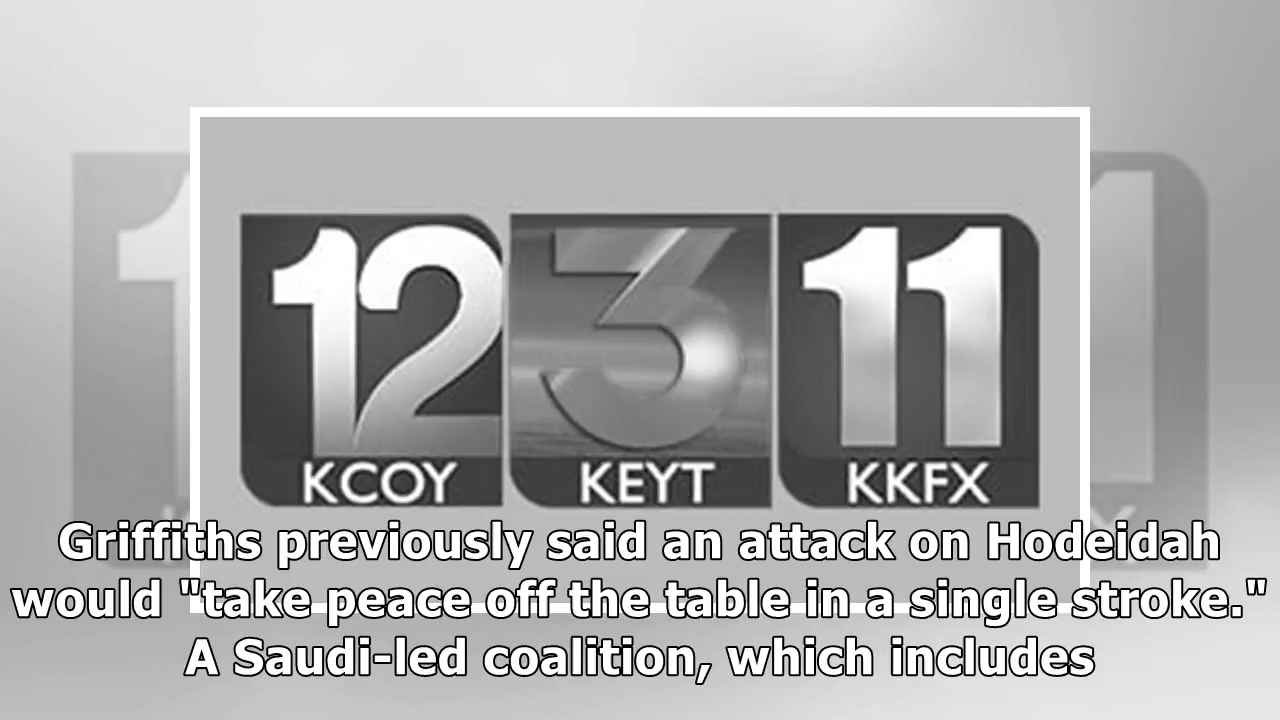 12 3 11
KCOY KEYT KKFX
Griffiths previously said an attack on Hodeidah
would "take peace off the table in a single stroke."
A Saudi-led coalition, which includes